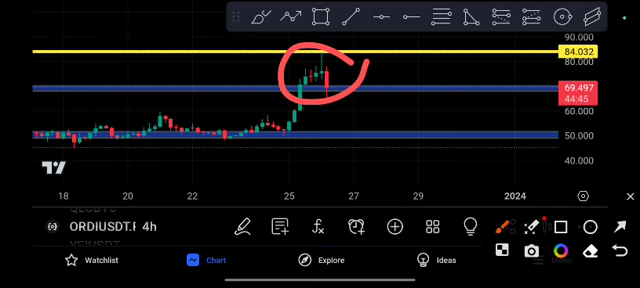 90.000
84.032
80.000
69.497
44:45
60.000
50.000
40.000
18 20 22 25 27 29 2024
ORDIUSDT.P 4h
Watchlist Chart Explore Ideas